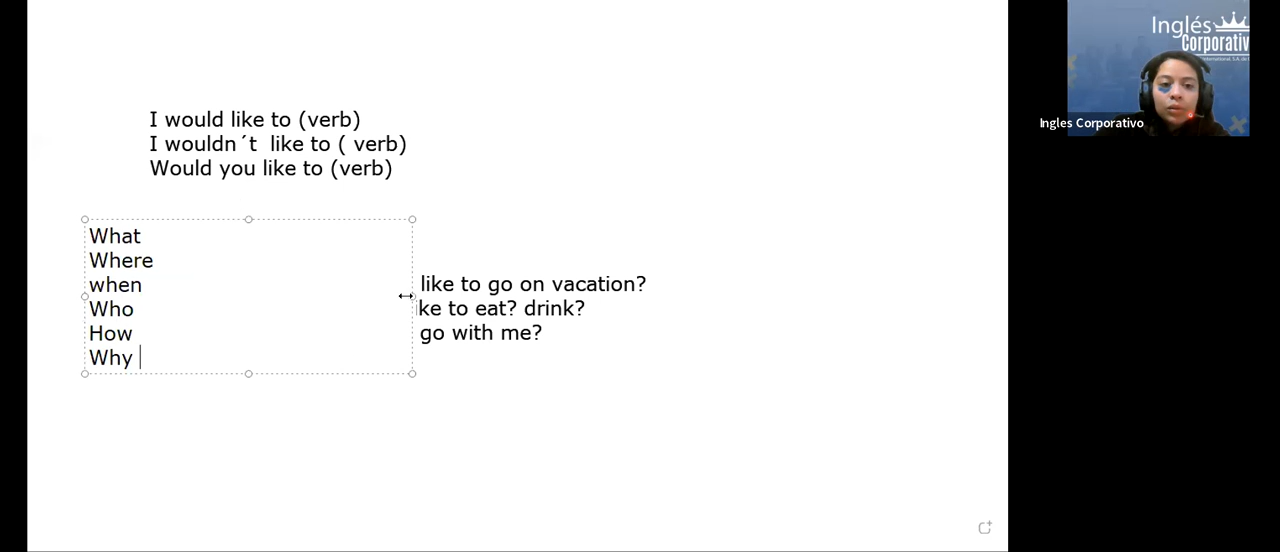 I would like to (verb)
I wouldn´t  like to ( verb)
Would you like to (verb)
What
Where
when
Who
How
Why
like to go on vacation?
ke to eat? drink?
go with me?
Inglés
Corporativ
Ingles Corporativo